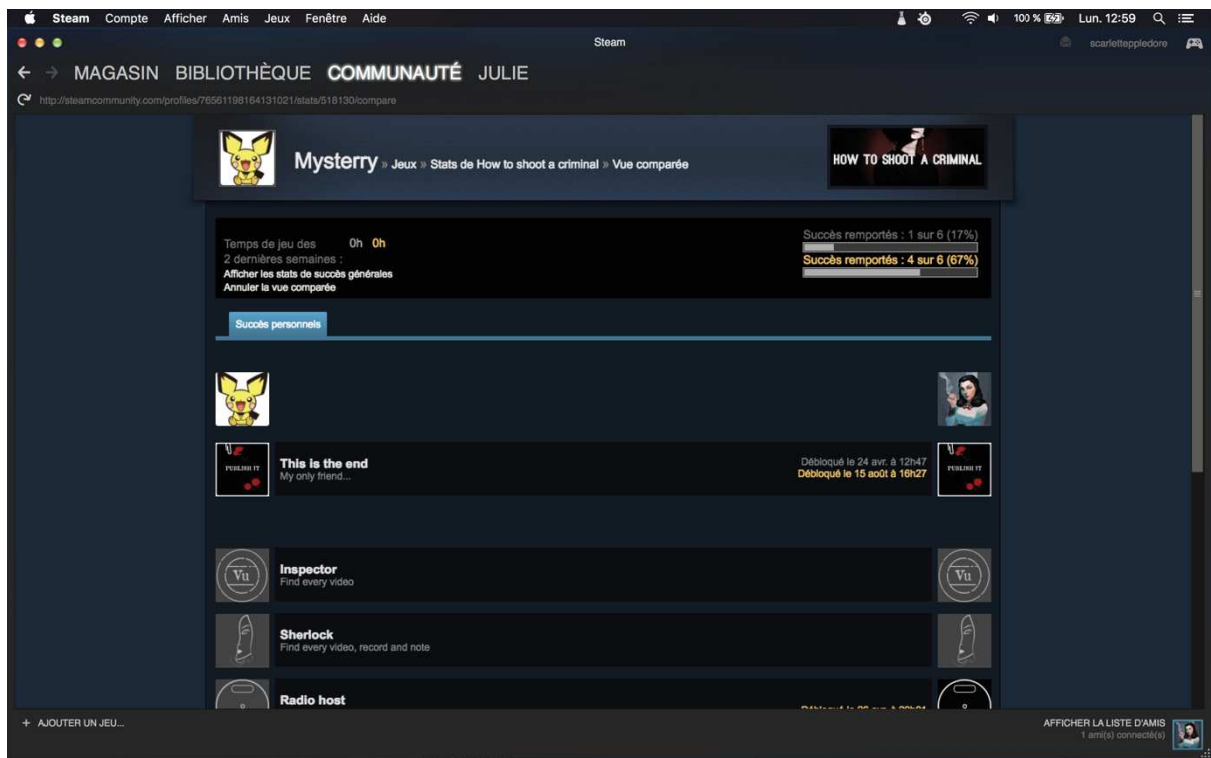 Steam Compte Afficher Amis Jeux Fenêtre Aide 100 % Lun. 12:59
Steam
scarletteppledore
MAGASIN BIBLIOTHÈQUE COMMUNAUTÉ JULIE
http://steamcommunity.com/profiles/76561198164131021/stats/518130/compare
Mysterry » Jeux » Stats de How to shoot a criminal » Vue comparée
HOW TO SHOOT A CRIMINAL
Temps de jeu des 0h 0h
2 dernières semaines :
Afficher les stats de succès générales
Annuler la vue comparée
Succès remportés : 1 sur 6 (17%)
Succès remportés : 4 sur 6 (67%)
Succès personnels
PUBLISH IT
This is the end
My only friend...
Débloqué le 24 avr. à 12h47
Débloqué le 15 août à 16h27
PUBLISH IT
Vu
Inspector
Find every video
Vu
Sherlock
Find every video, record and note
Radio host
+ AJOUTER UN JEU...
AFFICHER LA LISTE D'AMIS
1 ami(s) connecté(s)